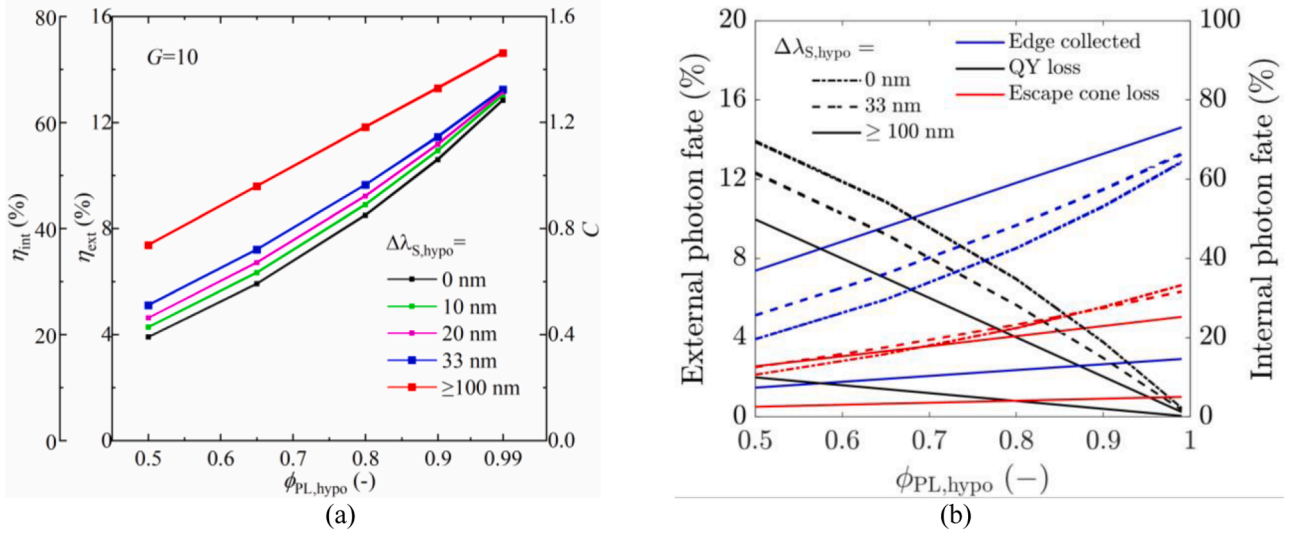 80
60
40
20
0
η_int (%)
16
12
8
4
0
η_ext (%)
G=10
Δλ_S,hypo=
0 nm
10 nm
20 nm
33 nm
≥100 nm
1.6
1.2
0.8
0.4
0.0
C
0.5 0.6 0.7 0.8 0.9 0.99
ϕ_PL,hypo (-)
(a)
20
16
12
8
4
0
External photon fate (%)
Δλ_S,hypo =
0 nm
33 nm
≥ 100 nm
Edge collected
QY loss
Escape cone loss
100
80
60
40
20
0
Internal photon fate (%)
0.5 0.6 0.7 0.8 0.9 1
ϕ_PL,hypo (−)
(b)